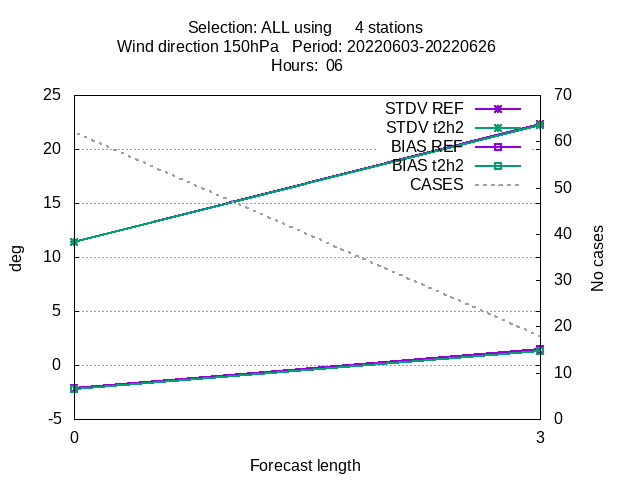 Selection: ALL using 4 stations
Wind direction 150hPa Period: 20220603-20220626
Hours: 06
25
20
15
10
5
0
-5
70
60
50
40
30
20
10
0
STDV REF
STDV t2h2
BIAS REF
BIAS t2h2
CASES
deg
No cases
0
3
Forecast length